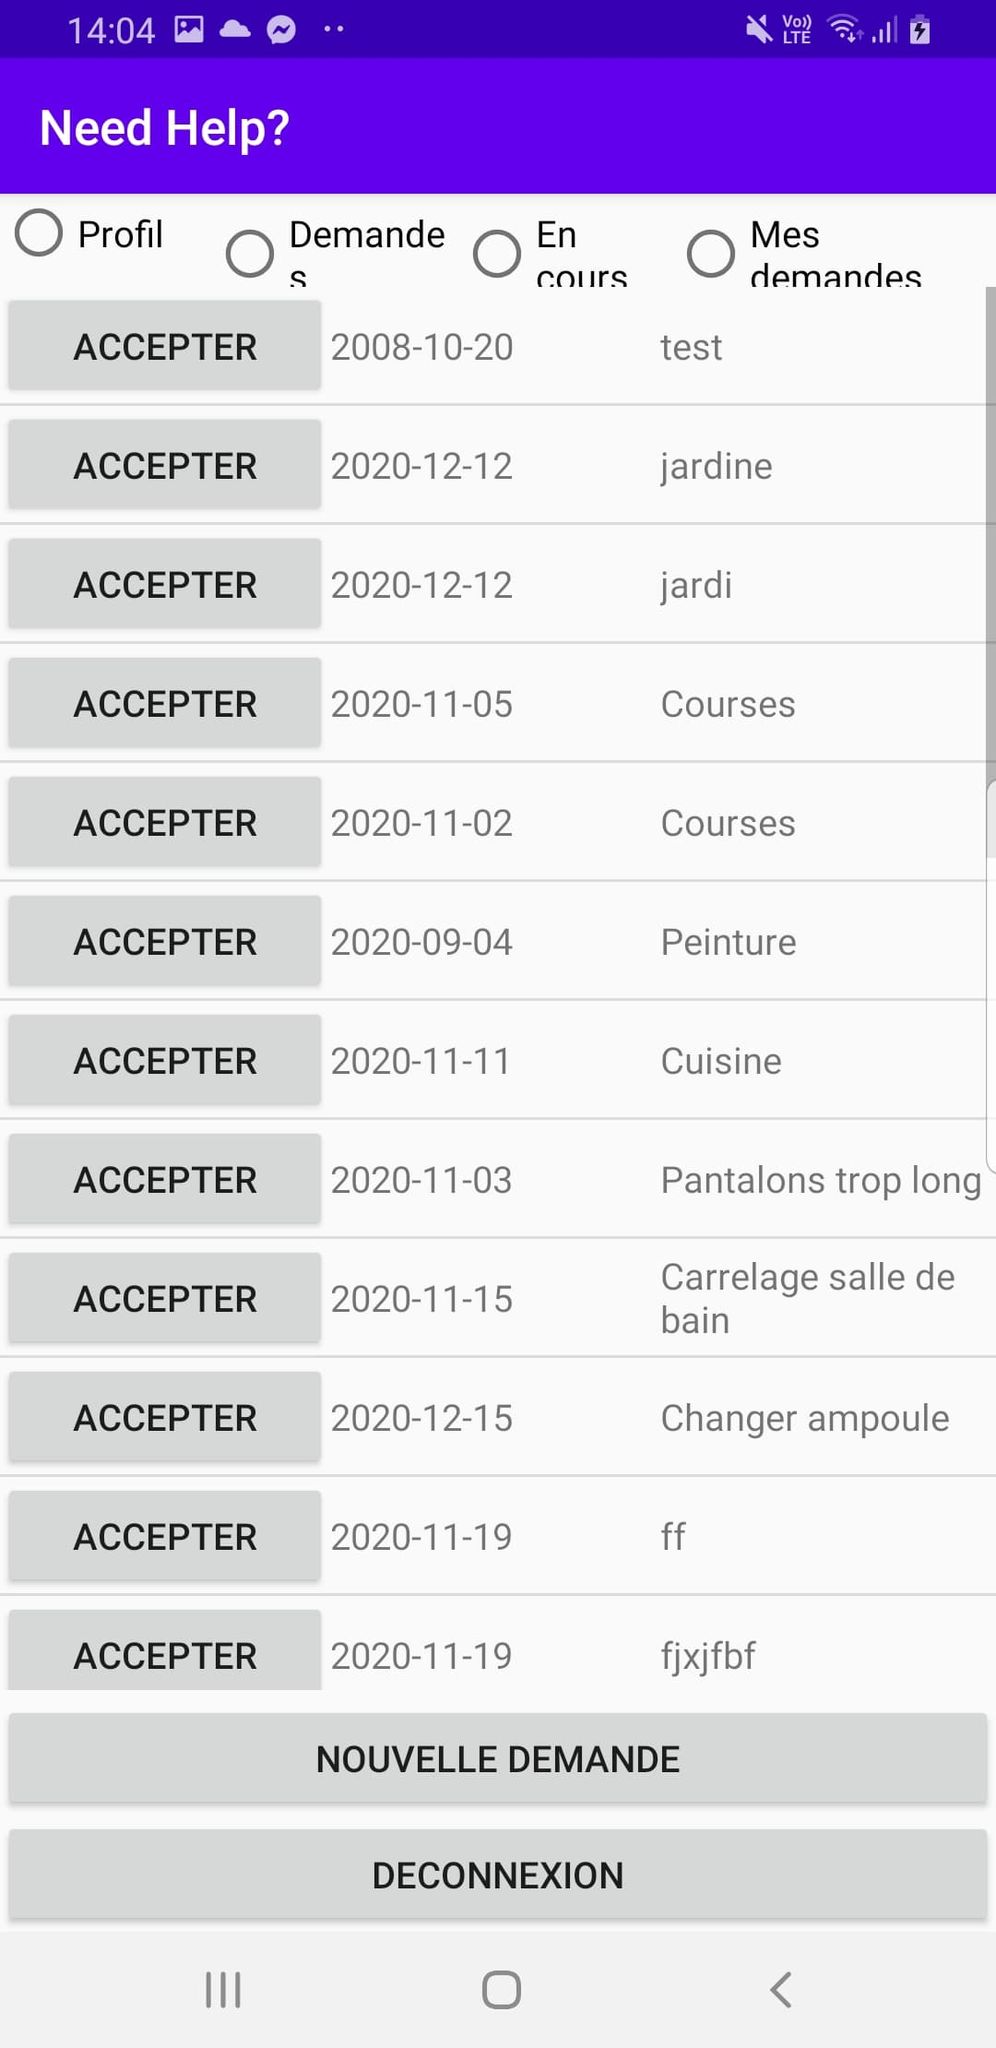 14:04
Vo))
LTE
Need Help?
Profil
Demande
s
En
cours
Mes
demandes
ACCEPTER 2008-10-20 test
ACCEPTER 2020-12-12 jardine
ACCEPTER 2020-12-12 jardi
ACCEPTER 2020-11-05 Courses
ACCEPTER 2020-11-02 Courses
ACCEPTER 2020-09-04 Peinture
ACCEPTER 2020-11-11 Cuisine
ACCEPTER 2020-11-03 Pantalons trop long
ACCEPTER 2020-11-15 Carrelage salle de
bain
ACCEPTER 2020-12-15 Changer ampoule
ACCEPTER 2020-11-19 ff
ACCEPTER 2020-11-19 fjxjfbf
NOUVELLE DEMANDE
DECONNEXION